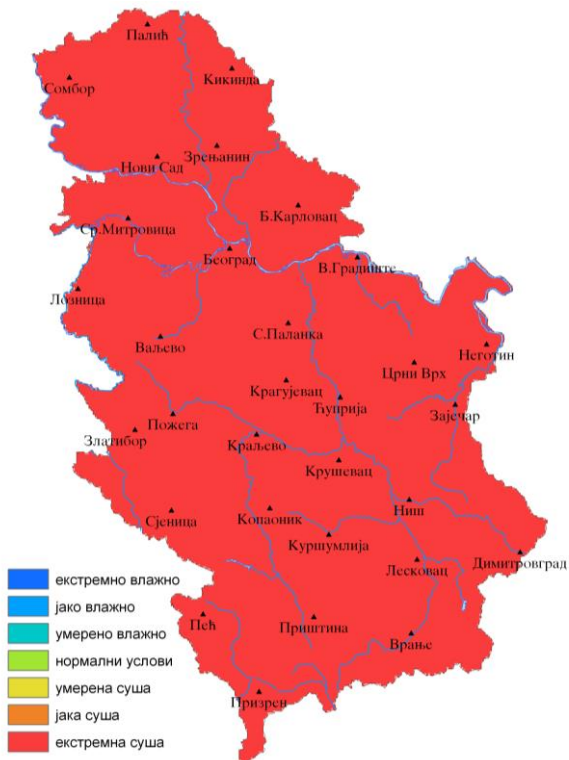 Палић
Кикинда
Сомбор
Зрењанин
Нови Сад
Б.Карловац
Ср.Митровица
Београд
В.Градиште
Лозница
С.Паланка
Ваљево
Неготин
Црни Врх
Крагујевац
Ћуприја
Зајечар
Пожега
Златибор
Краљево
Крушевац
Ниш
Копаоник
Сјеница
Куршумлија
Димитровград
Лесковац
Пећ
Приштина
Врање
Призрен
екстремно влажно
јако влажно
умерено влажно
нормални услови
умерена суша
јака суша
екстремна суша